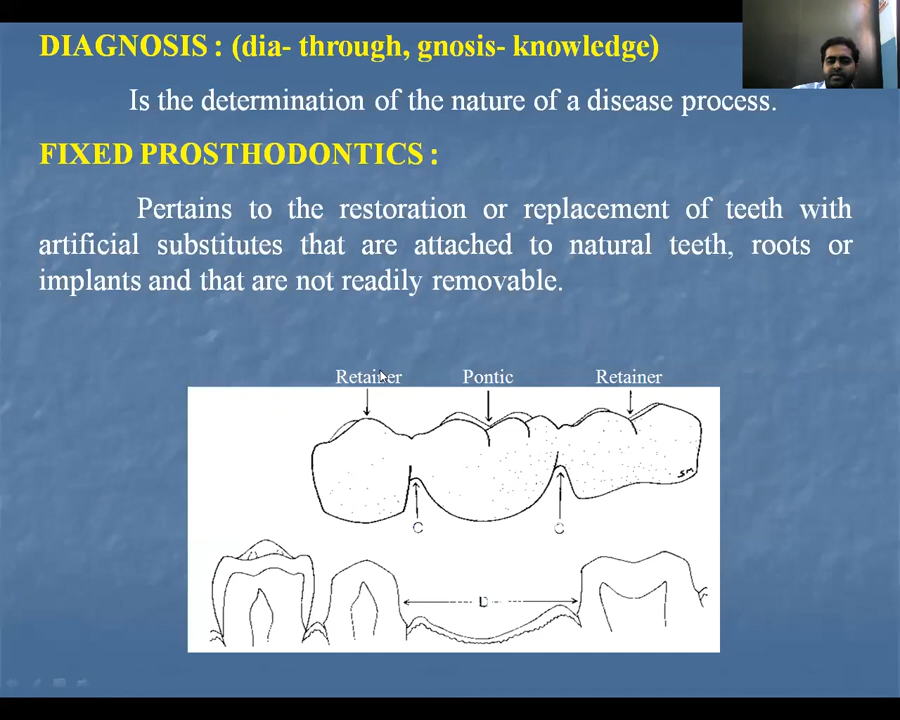 DIAGNOSIS : (dia- through, gnosis- knowledge)
Is the determination of the nature of a disease process.
FIXED PROSTHODONTICS :
Pertains to the restoration or replacement of teeth with
artificial substitutes that are attached to natural teeth, roots or
implants and that are not readily removable.
Retainer Pontic Retainer
SM
C C
D